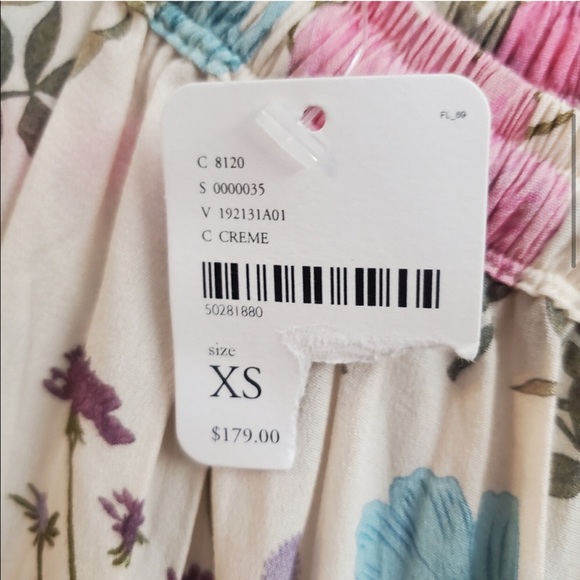 FL_69
C 8120
S 0000035
V 192131A01
C CREME
50281880
size
XS
$179.00